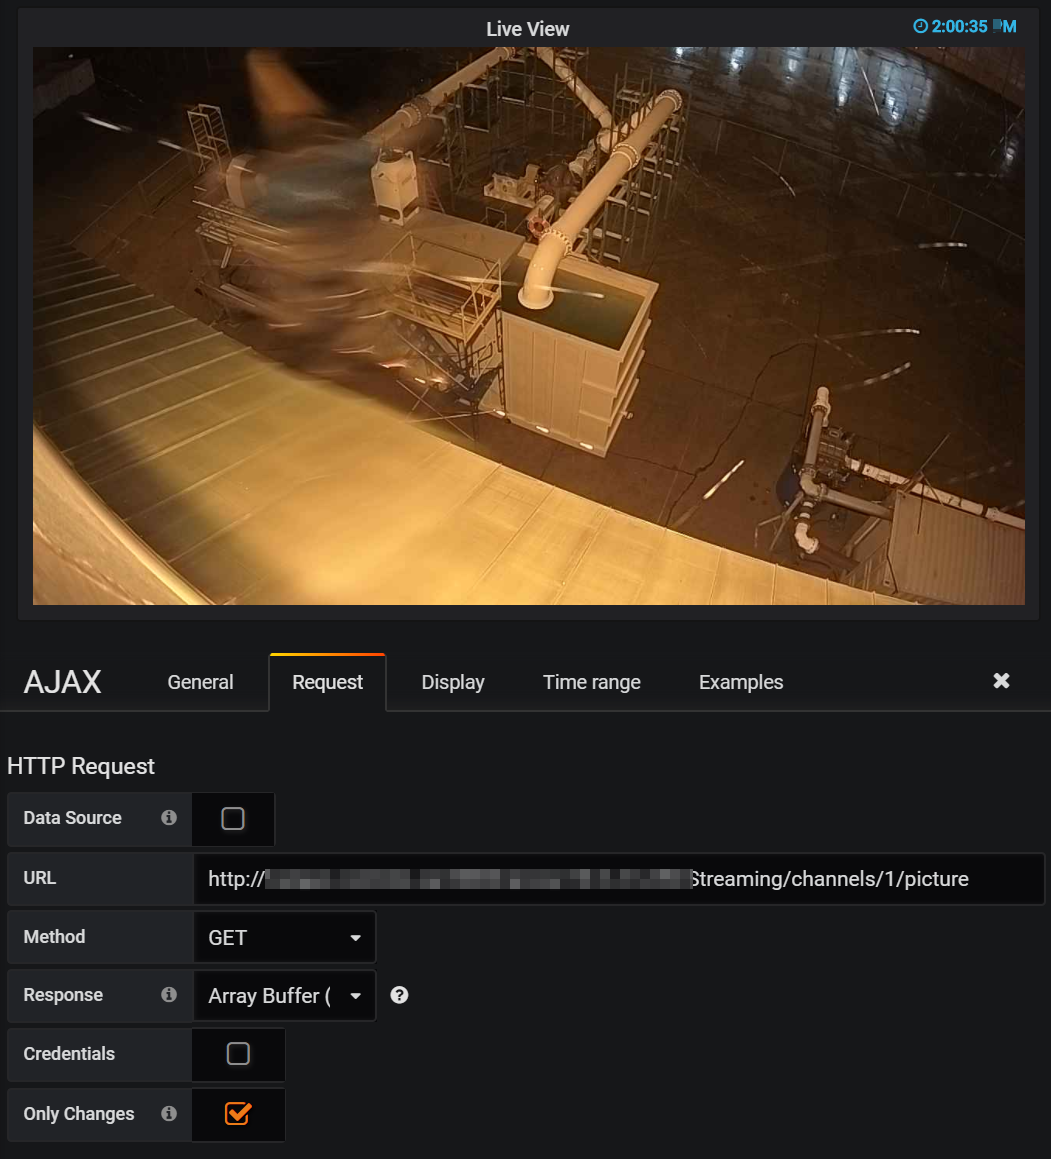 Live View
2:00:35 PM
AJAX General Request Display Time range Examples
HTTP Request
Data Source
URL http:// Streaming/channels/1/picture
Method GET
Response Array Buffer (
Credentials
Only Changes